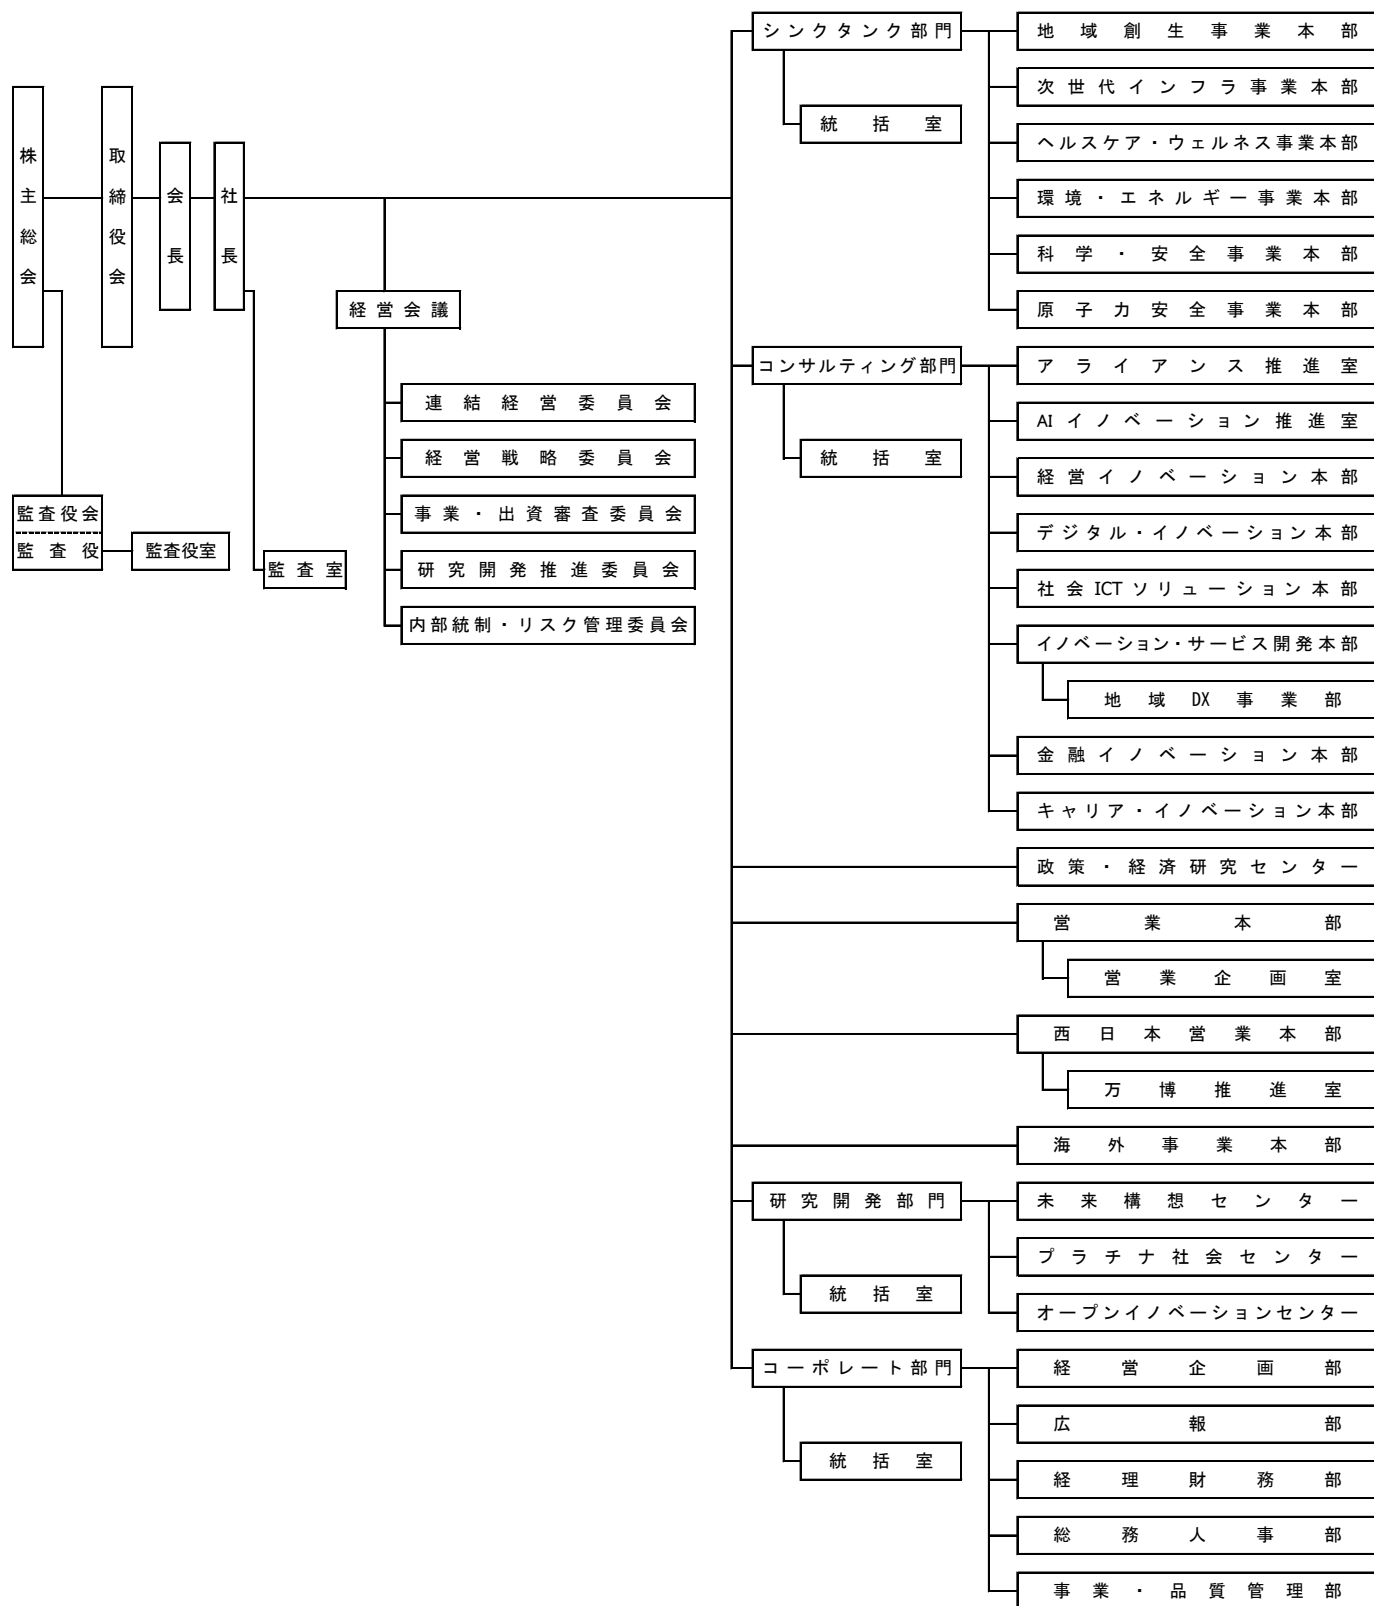 株主総会
取締役会
会長
社長
監査役会
監査役
監査役室
監査室
経営会議
連結経営委員会
経営戦略委員会
事業・出資審査委員会
研究開発推進委員会
内部統制・リスク管理委員会
シンクタンク部門
統括室
地域創生事業本部
次世代インフラ事業本部
ヘルスケア・ウェルネス事業本部
環境・エネルギー事業本部
科学・安全事業本部
原子力安全事業本部
コンサルティング部門
統括室
アライアンス推進室
AIイノベーション推進室
経営イノベーション本部
デジタル・イノベーション本部
社会ICTソリューション本部
イノベーション・サービス開発本部
地域DX事業部
金融イノベーション本部
キャリア・イノベーション本部
政策・経済研究センター
営業本部
営業企画室
西日本営業本部
万博推進室
海外事業本部
研究開発部門
統括室
未来構想センター
プラチナ社会センター
オープンイノベーションセンター
コーポレート部門
統括室
経営企画部
広報部
経理財務部
総務人事部
事業・品質管理部